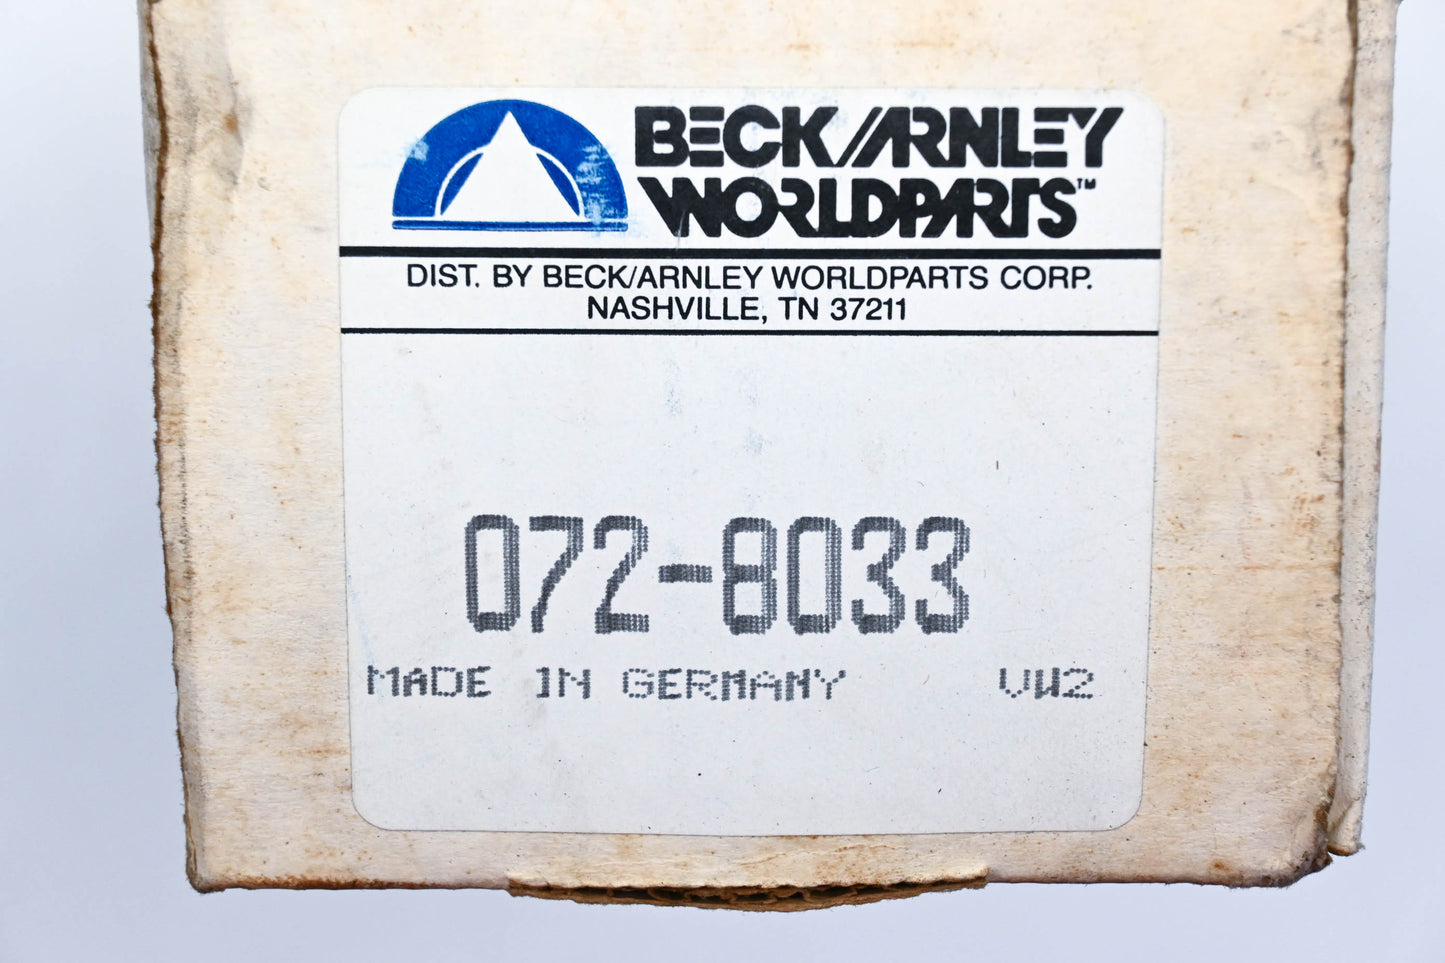 BECK/ARNLEY
WORLDPARTS™
DIST. BY BECK/ARNLEY WORLDPARTS CORP.
NASHVILLE, TN 37211
072-8033
MADE IN GERMANY VW2